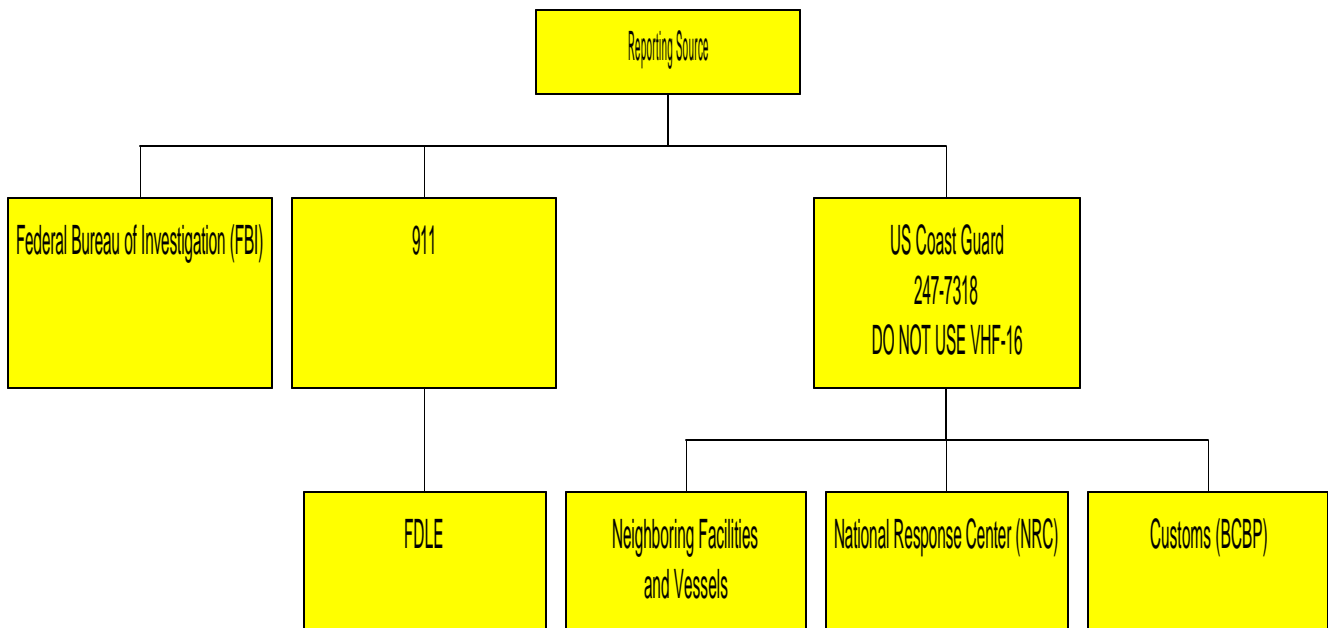 Reporting Source
Federal Bureau of Investigation (FBI)
911
US Coast Guard
247-7318
DO NOT USE VHF-16
FDLE
Neighboring Facilities
and Vessels
National Response Center (NRC)
Customs (BCBP)